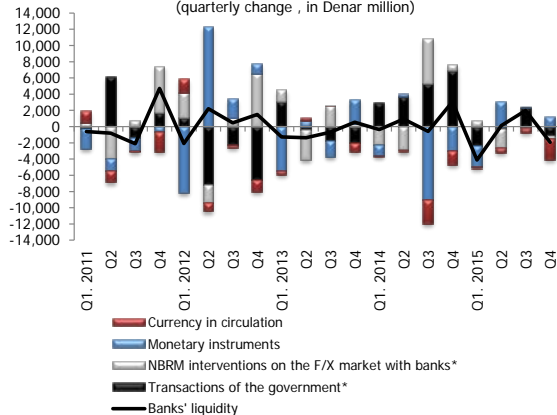 (quarterly change , in Denar million)
14,000
12,000
10,000
8,000
6,000
4,000
2,000
0
-2,000
-4,000
-6,000
-8,000
-10,000
-12,000
-14,000
Q1. 2011
Q2
Q3
Q4
Q1. 2012
Q2
Q3
Q4
Q1. 2013
Q2
Q3
Q4
Q1. 2014
Q2
Q3
Q4
Q1. 2015
Q2
Q3
Q4
Currency in circulation
Monetary instruments
NBRM interventions on the F/X market with banks*
Transactions of the government*
Banks' liquidity